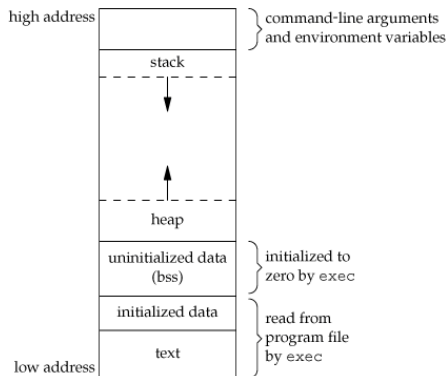 high address
command-line arguments
and environment variables
stack
heap
uninitialized data
(bss)
initialized to
zero by exec
initialized data
read from
program file
by exec
text
low address